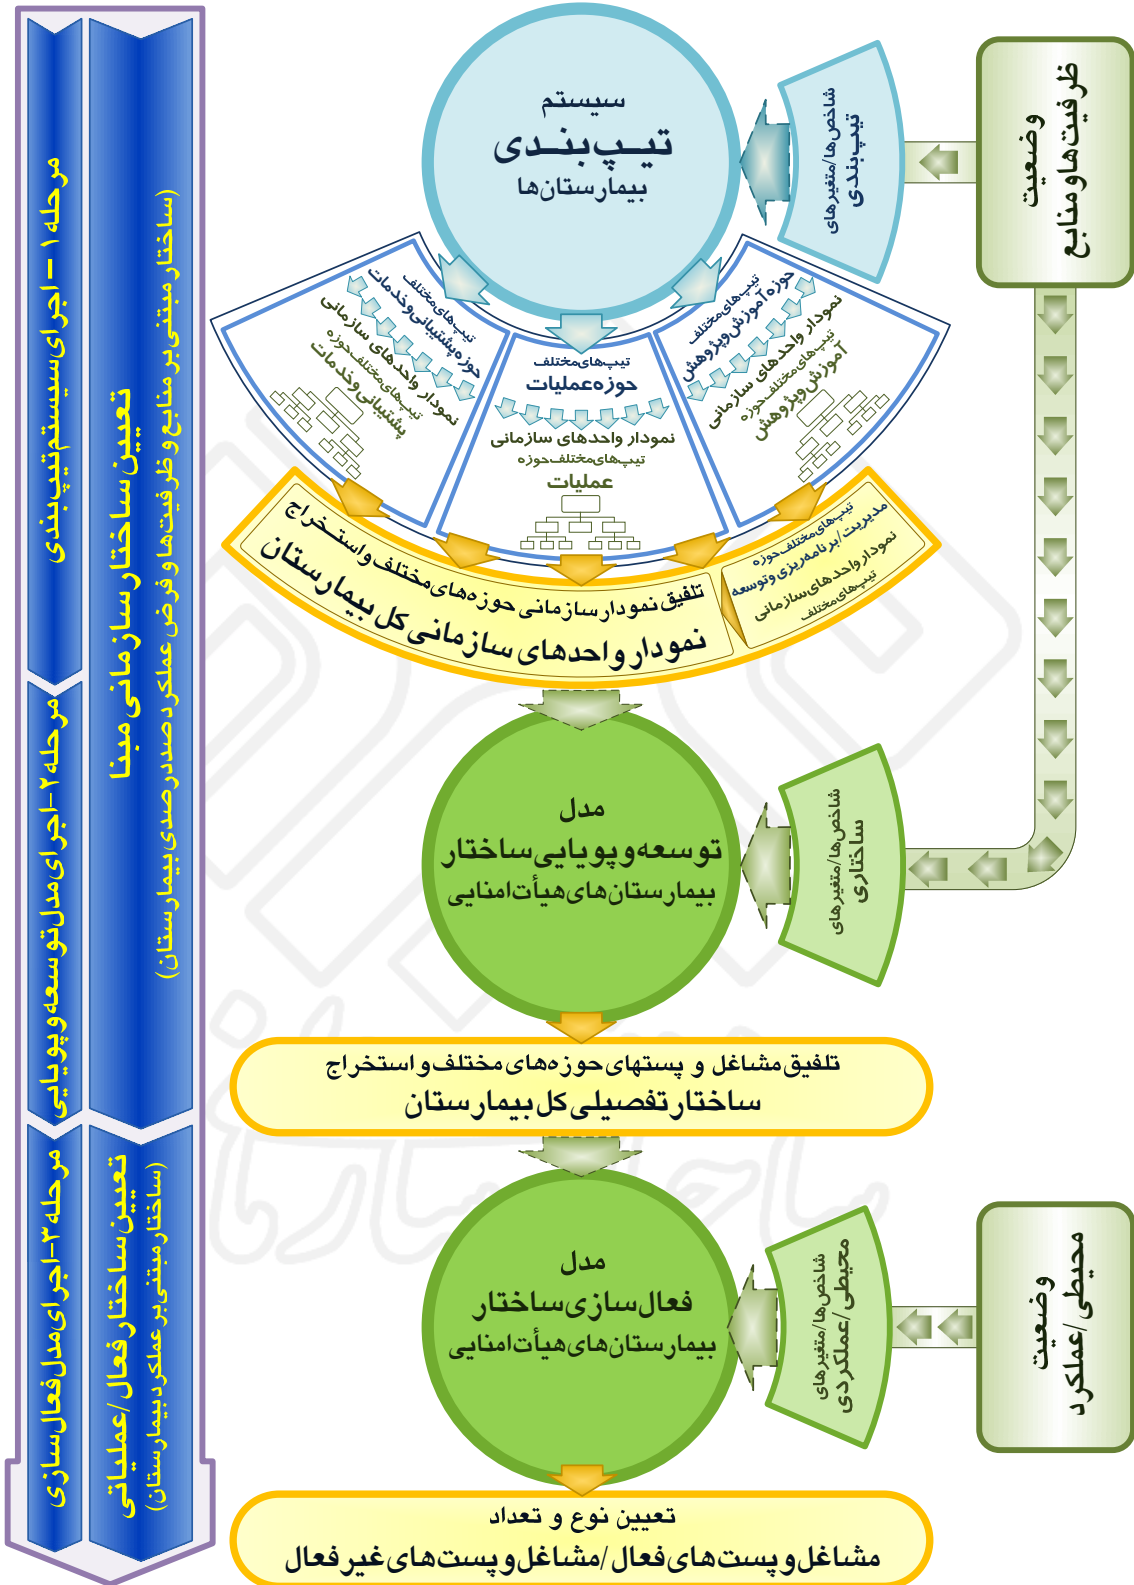 وضعیت
ظرفیت‌ها و منابع
شاخص‌ها/متغیرهای
تیپ‌بندی
سیستم
تیپ‌بندی
بیمارستان‌ها
تیپ‌های مختلف
حوزه آموزش و پژوهش
نمودار واحدهای سازمانی
تیپ‌های مختلف حوزه
آموزش و پژوهش
تیپ‌های مختلف
حوزه عملیات
نمودار واحدهای سازمانی
تیپ‌های مختلف حوزه
عملیات
تیپ‌های مختلف
حوزه پشتیبانی و خدمات
نمودار واحدهای سازمانی
تیپ‌های مختلف حوزه
پشتیبانی و خدمات
تیپ‌های مختلف حوزه
مدیریت/برنامه‌ریزی و توسعه
نمودار واحدهای سازمانی
تیپ‌های مختلف
تلفیق نمودار سازمانی حوزه‌های مختلف و استخراج
نمودار واحدهای سازمانی کل بیمارستان
شاخص‌ها/متغیرهای
ساختاری
مدل
توسعه و پویایی ساختار
بیمارستان‌های هیأت امنایی
تلفیق مشاغل و پستهای حوزه‌های مختلف و استخراج
ساختار تفصیلی کل بیمارستان
وضعیت
محیطی/عملکرد
شاخص‌ها/متغیرهای
محیطی/عملکردی
مدل
فعال سازی ساختار
بیمارستان‌های هیأت امنایی
تعیین نوع و تعداد
مشاغل و پست‌های فعال/مشاغل و پست‌های غیر فعال
تعیین ساختار سازمانی مبنا
(ساختار مبتنی بر منابع و ظرفیت‌ها و فرض عملکرد صددرصدی بیمارستان)
تعیین ساختار فعال/عملیاتی
(ساختار مبتنی بر عملکرد بیمارستان)
مرحله ۱ – اجرای سیستم تیپ‌بندی
مرحله ۲-اجرای مدل توسعه و پویایی
مرحله ۳-اجرای مدل فعال سازی